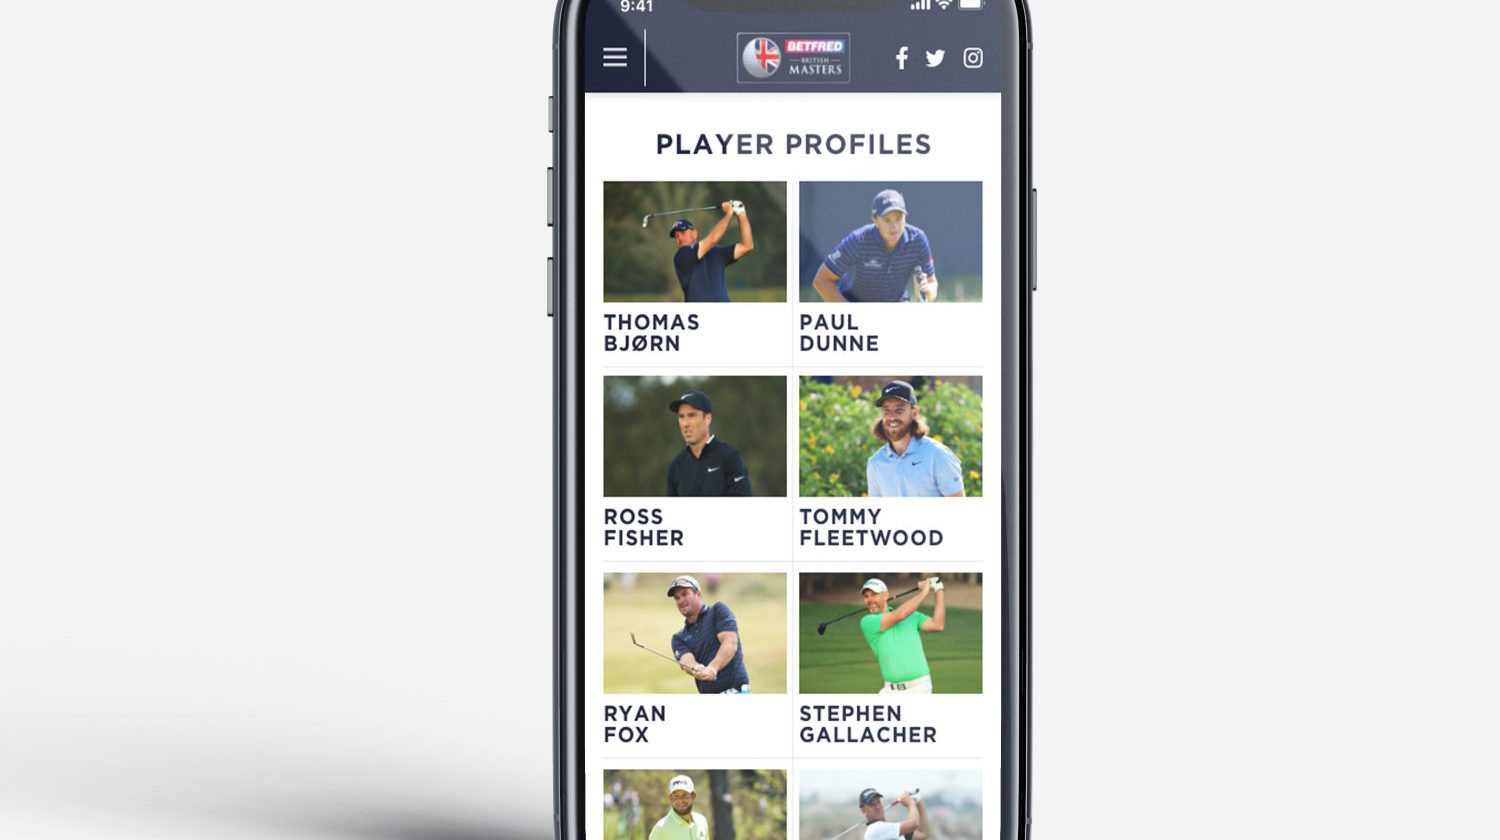 9:41
BETFRED
BRITISH
MASTERS
PLAYER PROFILES
THOMAS
BJØRN
PAUL
DUNNE
ROSS
FISHER
TOMMY
FLEETWOOD
RYAN
FOX
STEPHEN
GALLACHER
PING